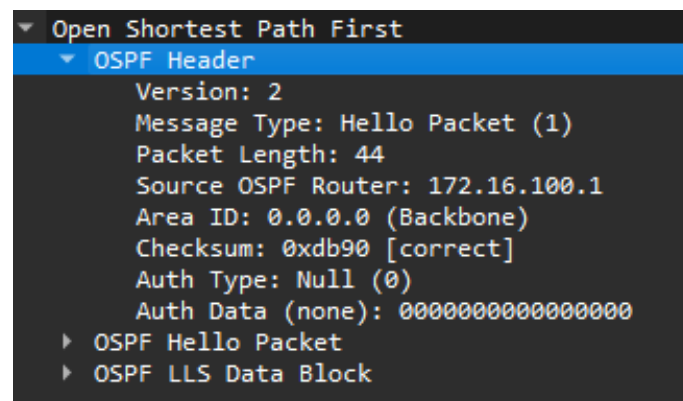 Open Shortest Path First
OSPF Header
Version: 2
Message Type: Hello Packet (1)
Packet Length: 44
Source OSPF Router: 172.16.100.1
Area ID: 0.0.0.0 (Backbone)
Checksum: 0xdb90 [correct]
Auth Type: Null (0)
Auth Data (none): 0000000000000000
OSPF Hello Packet
OSPF LLS Data Block